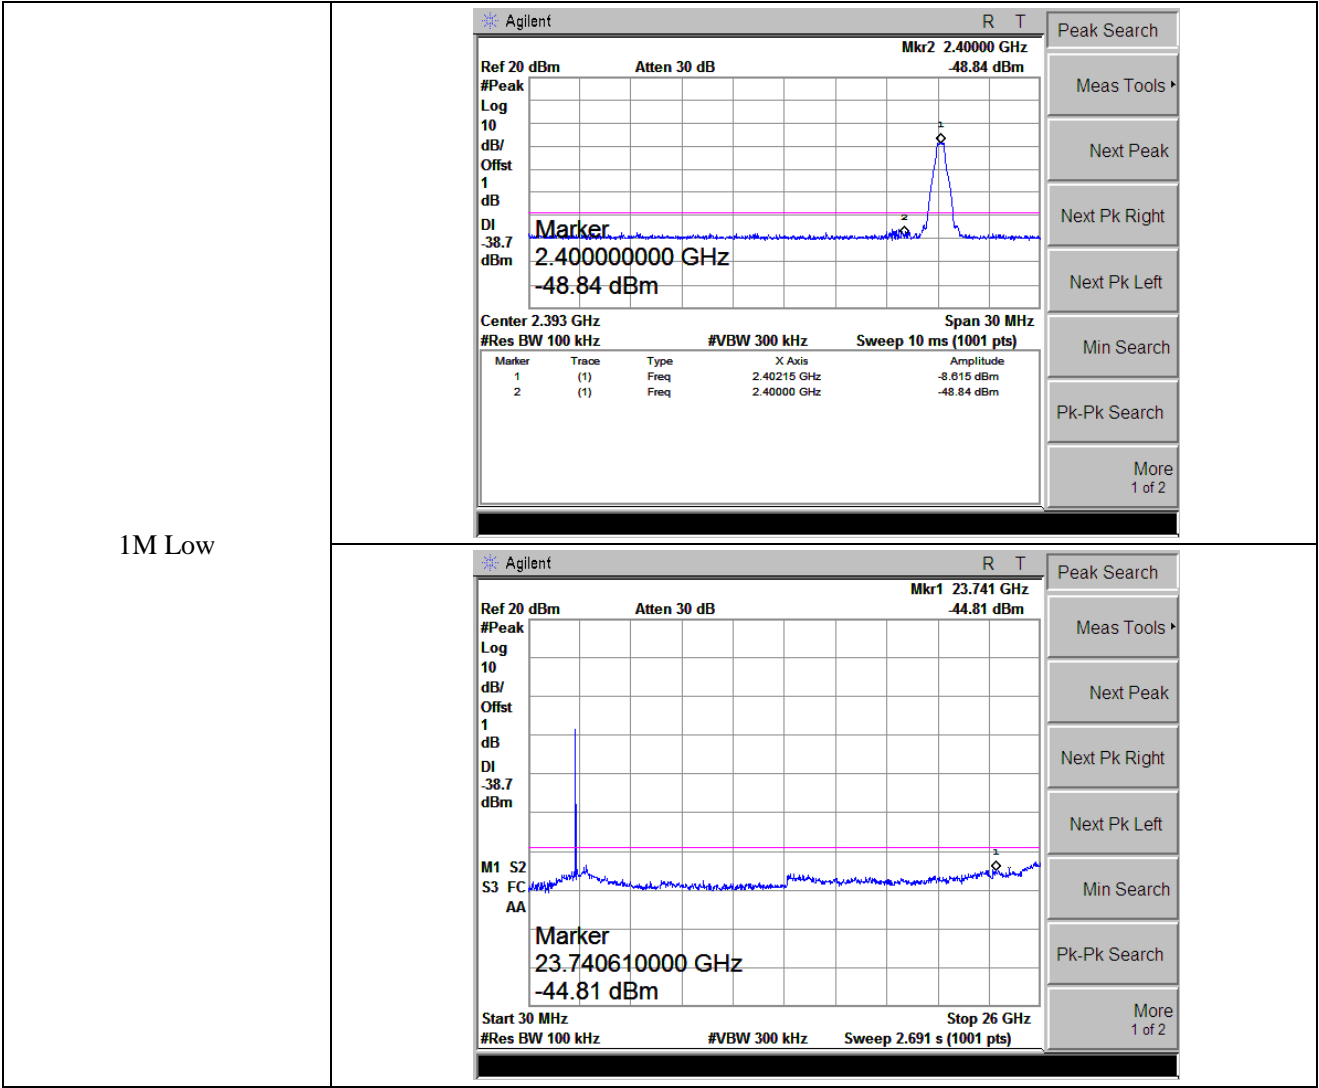 1M Low
Agilent R T
Mkr2 2.40000 GHz
Ref 20 dBm Atten 30 dB -48.84 dBm
#Peak
Log
10
dB/
Offst
1
dB
DI
-38.7
dBm
1
2
Marker
2.400000000 GHz
-48.84 dBm
Center 2.393 GHz Span 30 MHz
#Res BW 100 kHz #VBW 300 kHz Sweep 10 ms (1001 pts)
Marker Trace Type X Axis Amplitude
1 (1) Freq 2.40215 GHz -8.615 dBm
2 (1) Freq 2.40000 GHz -48.84 dBm
Peak Search
Meas Tools
Next Peak
Next Pk Right
Next Pk Left
Min Search
Pk-Pk Search
More
1 of 2
Agilent R T
Mkr1 23.741 GHz
Ref 20 dBm Atten 30 dB -44.81 dBm
#Peak
Log
10
dB/
Offst
1
dB
DI
-38.7
dBm
1
M1 S2
S3 FC
AA
Marker
23.740610000 GHz
-44.81 dBm
Start 30 MHz Stop 26 GHz
#Res BW 100 kHz #VBW 300 kHz Sweep 2.691 s (1001 pts)
Peak Search
Meas Tools
Next Peak
Next Pk Right
Next Pk Left
Min Search
Pk-Pk Search
More
1 of 2